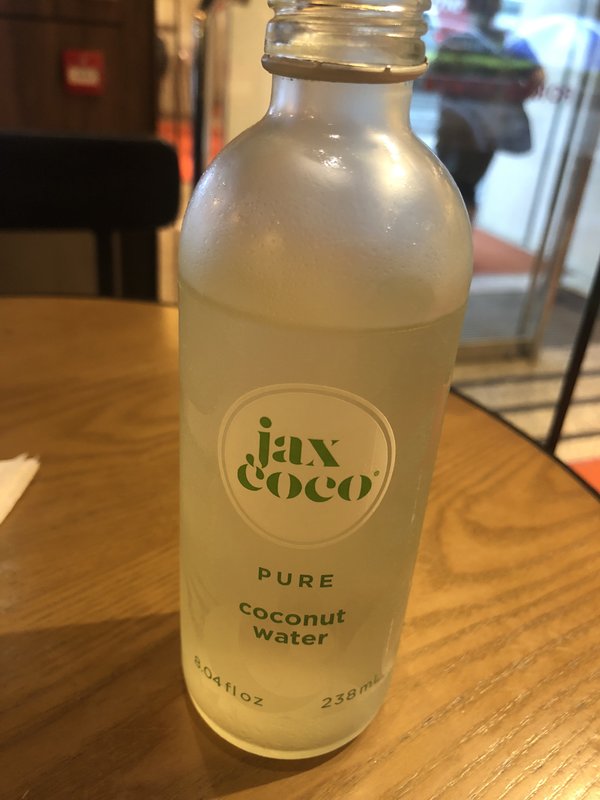 jax
coco
PURE
coconut
water
8.04 fl oz
238ml